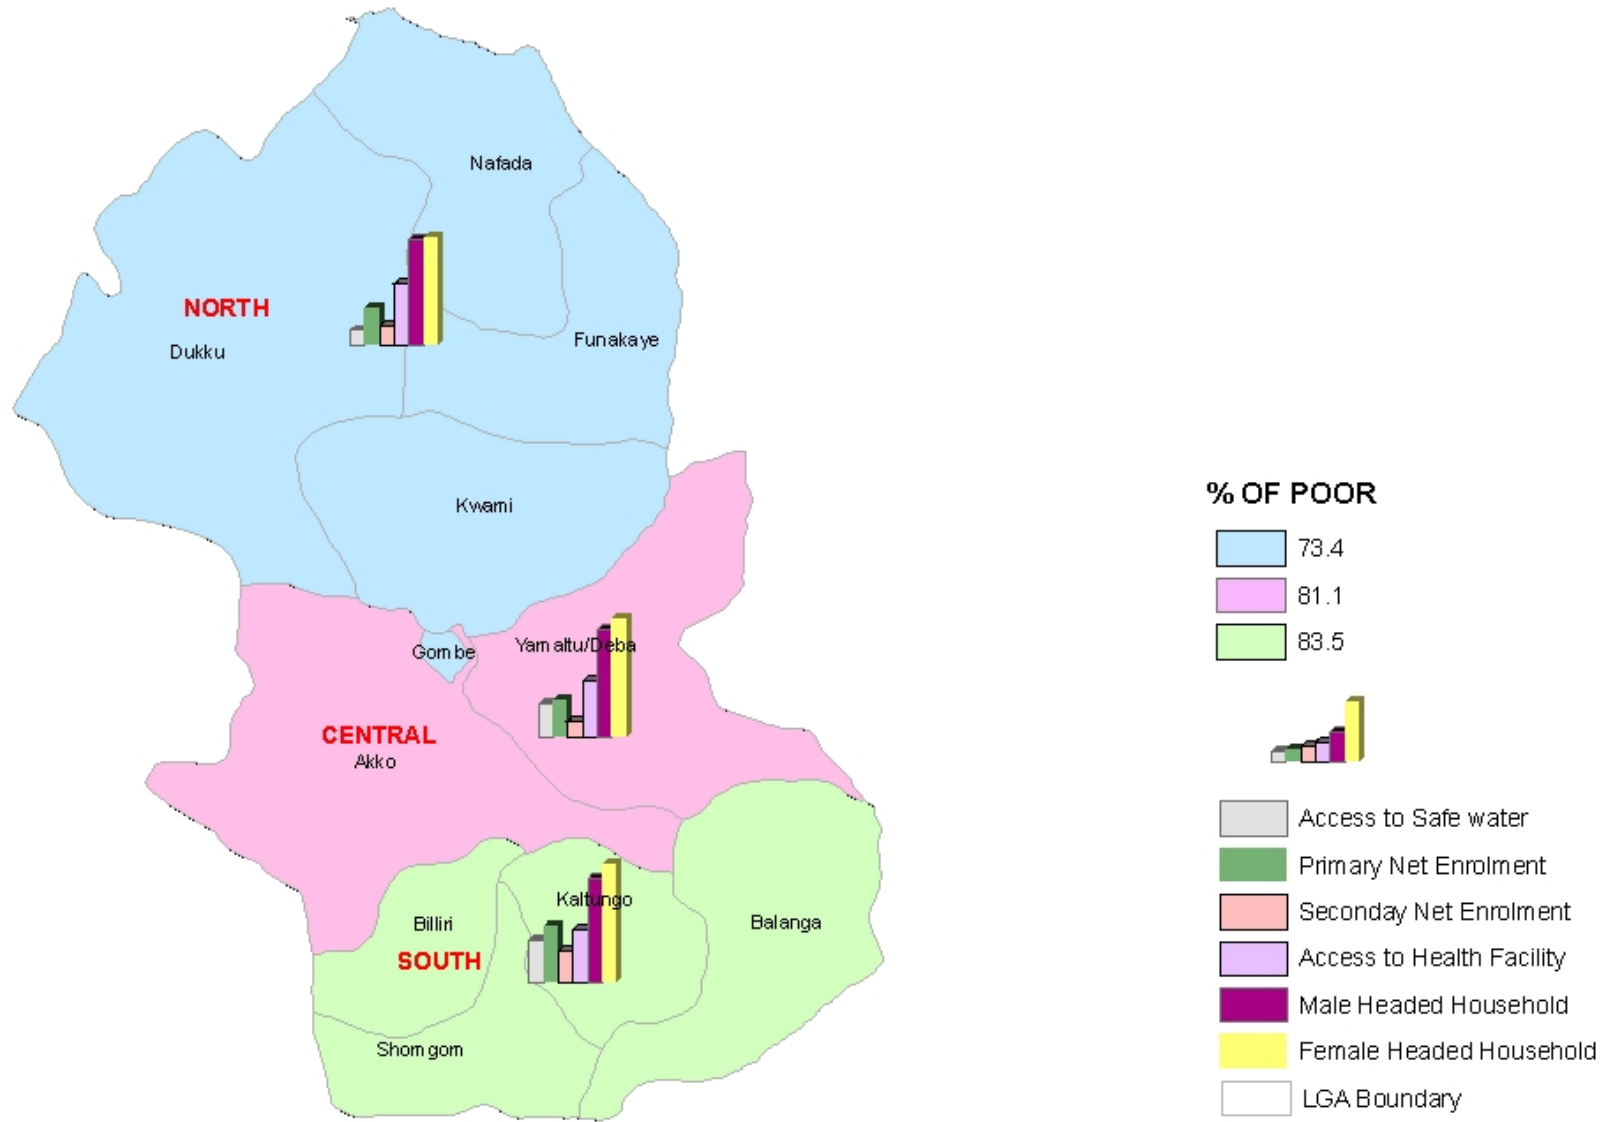 Nafada
NORTH
Dukku
Funakaye
Kwami
Gombe
Yamaltu/Deba
CENTRAL
Akko
Kaltungo
Billiri
Balanga
SOUTH
Shomgom
% OF POOR
73.4
81.1
83.5
Access to Safe water
Primary Net Enrolment
Seconday Net Enrolment
Access to Health Facility
Male Headed Household
Female Headed Household
LGA Boundary